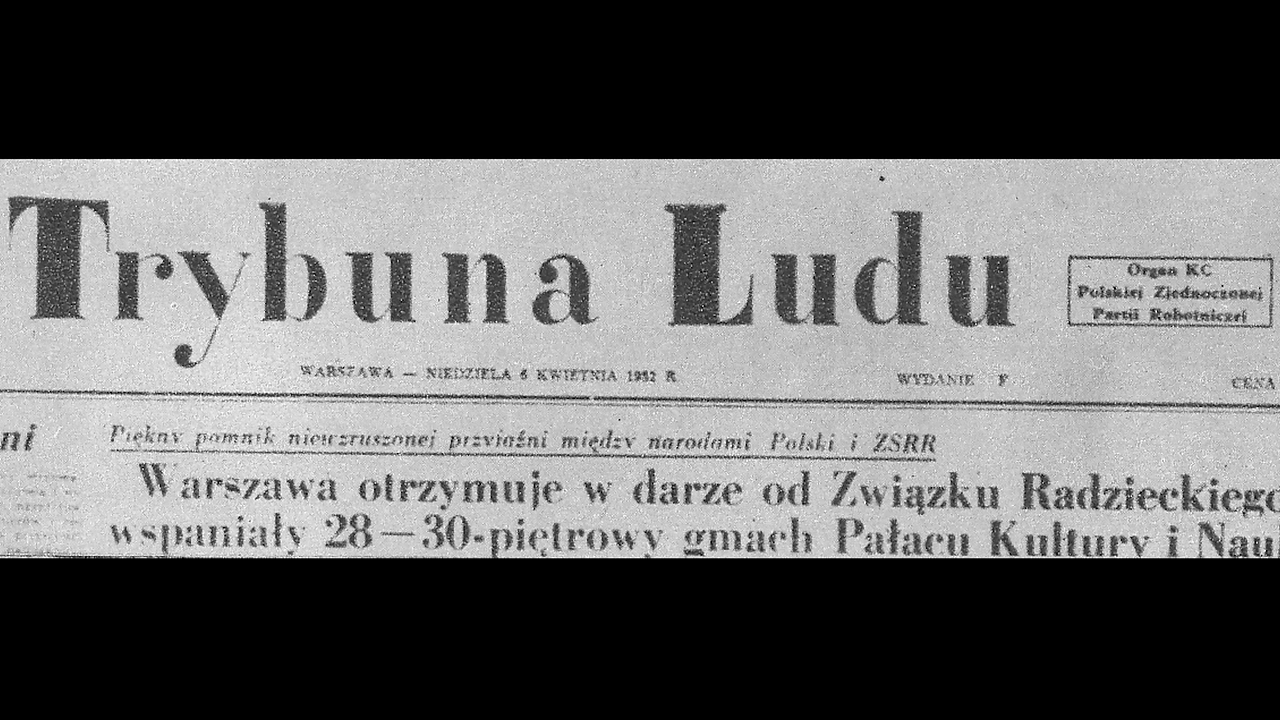 Trybuna Ludu
Organ KC
Polskiej Zjednoczonej
Partii Robotniczej
WARSZAWA — NIEDZIELA 6 KWIETNIA 1952 R
WYDANIE F
CENA
ni
Piękny pomnik niewzruszonej przyjaźni między narodami Polski i ZSRR
Warszawa otrzymuje w darze od Związku Radzieckiego
wspaniały 28—30-piętrowy gmach Pałacu Kultury i Nau